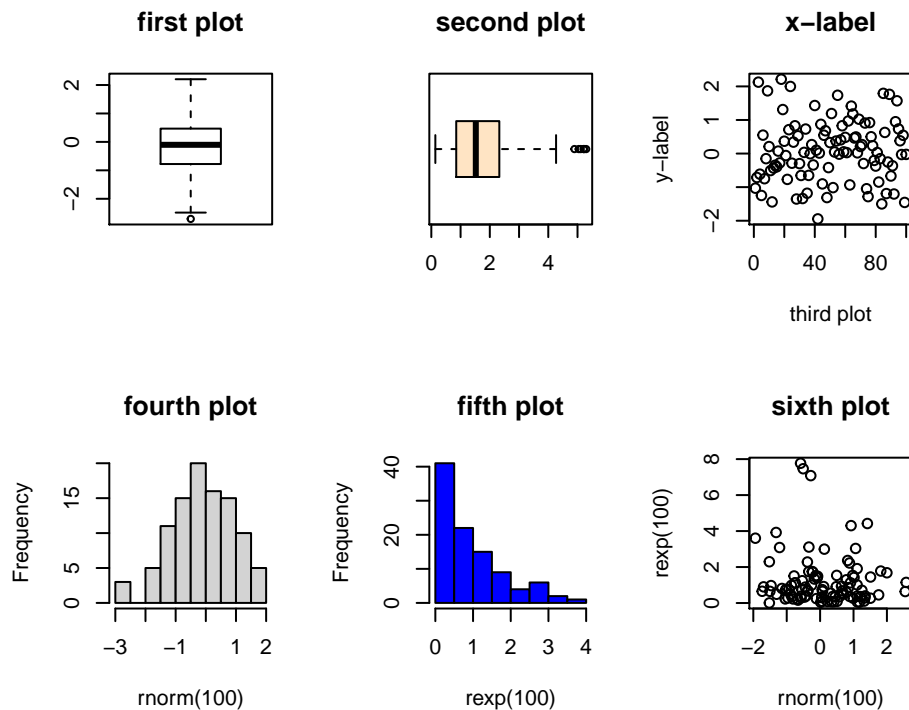 first plot
2
0
−2
second plot
0 2 4
x−label
y−label
2
1
0
−2
0 40 80
third plot
fourth plot
Frequency
15
5
0
−3 −1 1 2
rnorm(100)
fifth plot
Frequency
40
20
0
0 1 2 3 4
rexp(100)
sixth plot
rexp(100)
8
6
4
2
0
−2 0 1 2
rnorm(100)